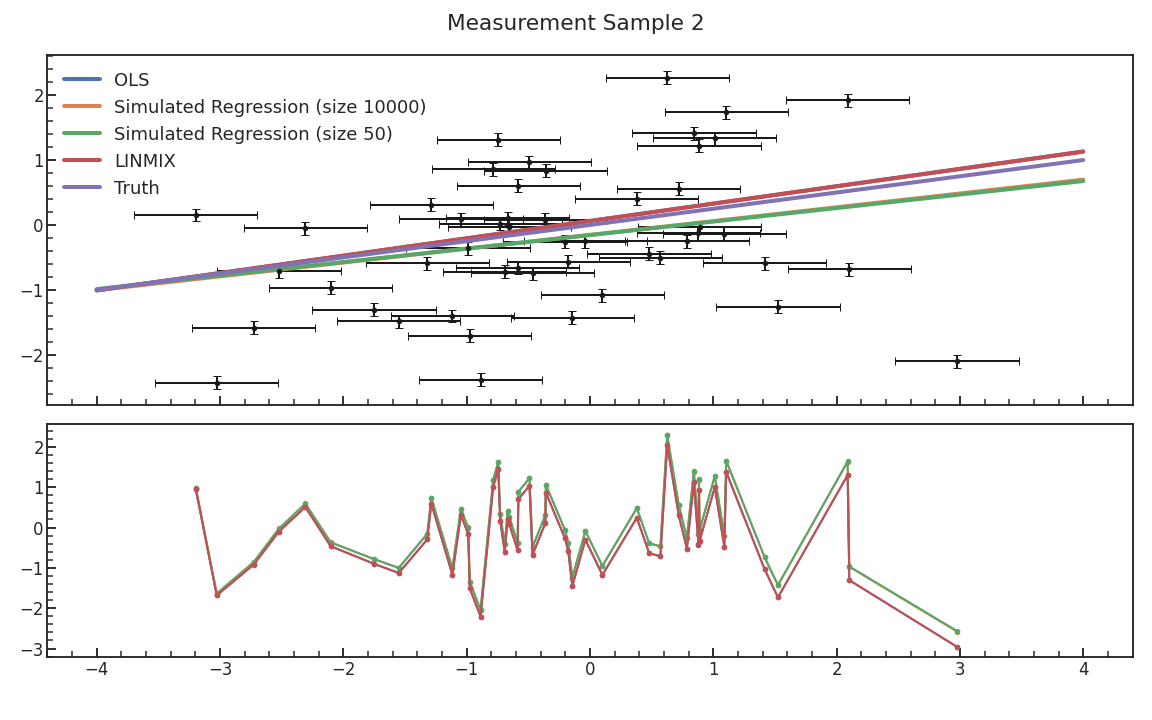 Measurement Sample 2
OLS
Simulated Regression (size 10000)
Simulated Regression (size 50)
LINMIX
Truth
2
1
0
−1
−2
2
1
0
−1
−2
−3
−4 −3 −2 −1 0 1 2 3 4